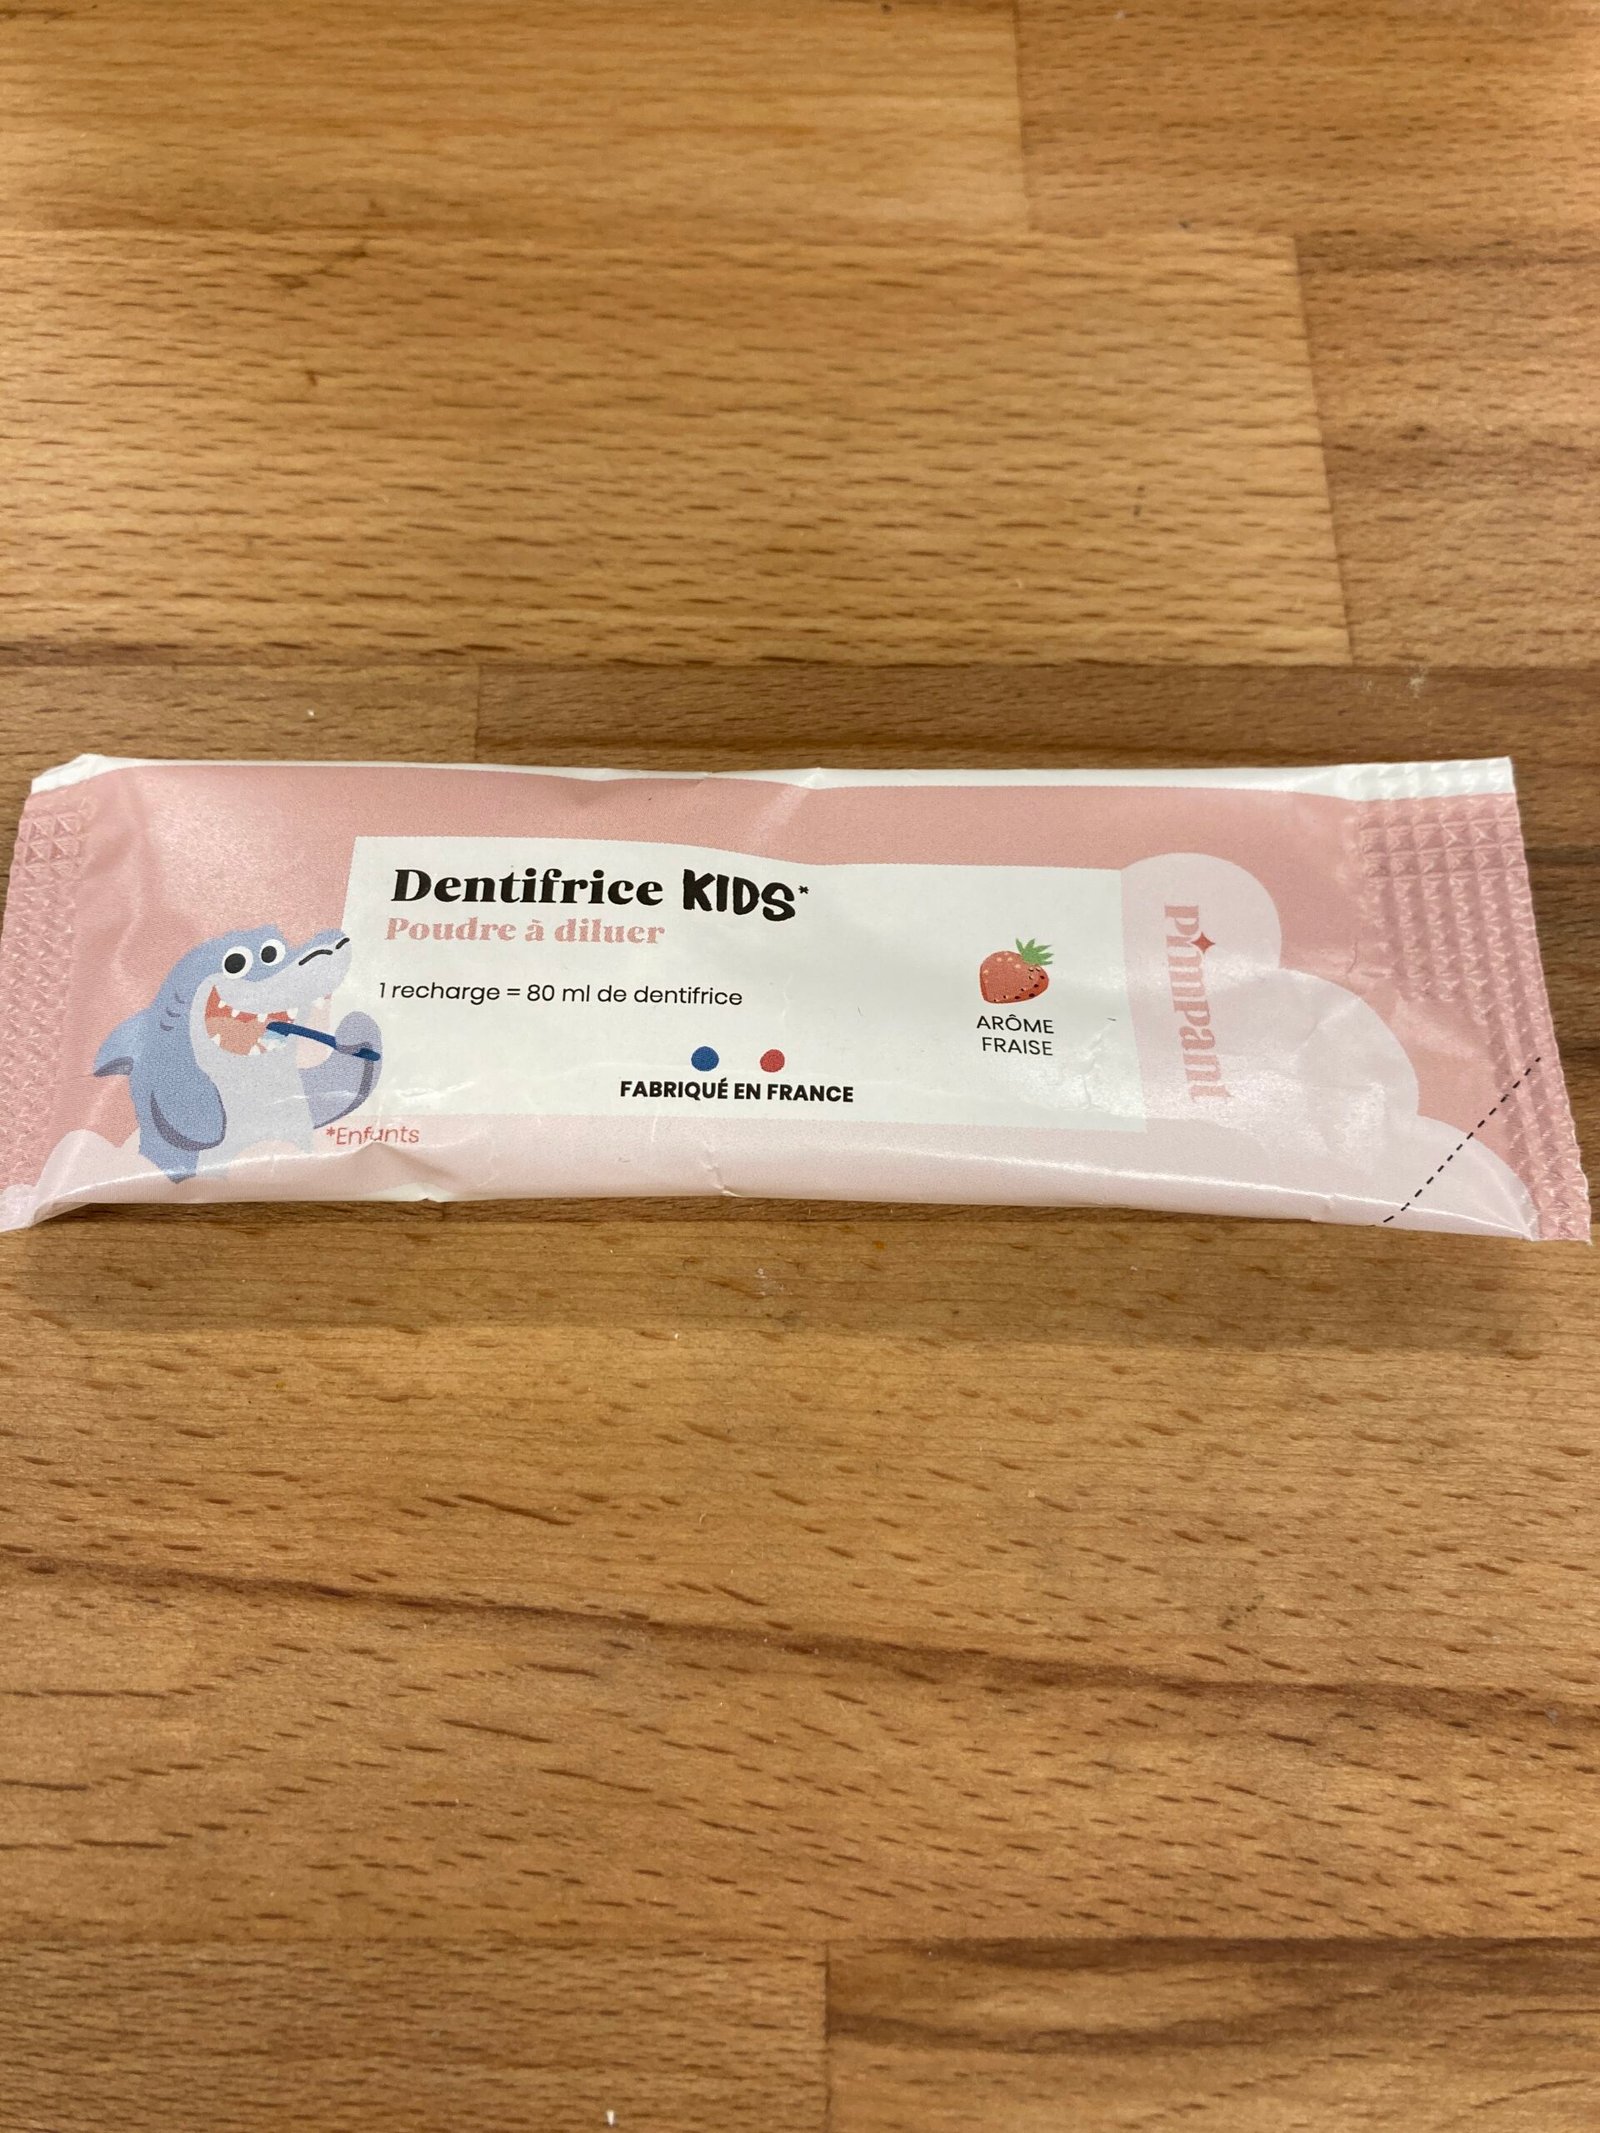 Dentifrice KIDS*
Poudre à diluer
1 recharge = 80 ml de dentifrice
FABRIQUÉ EN FRANCE
ARÔME
FRAISE
Pimpant
*Enfants